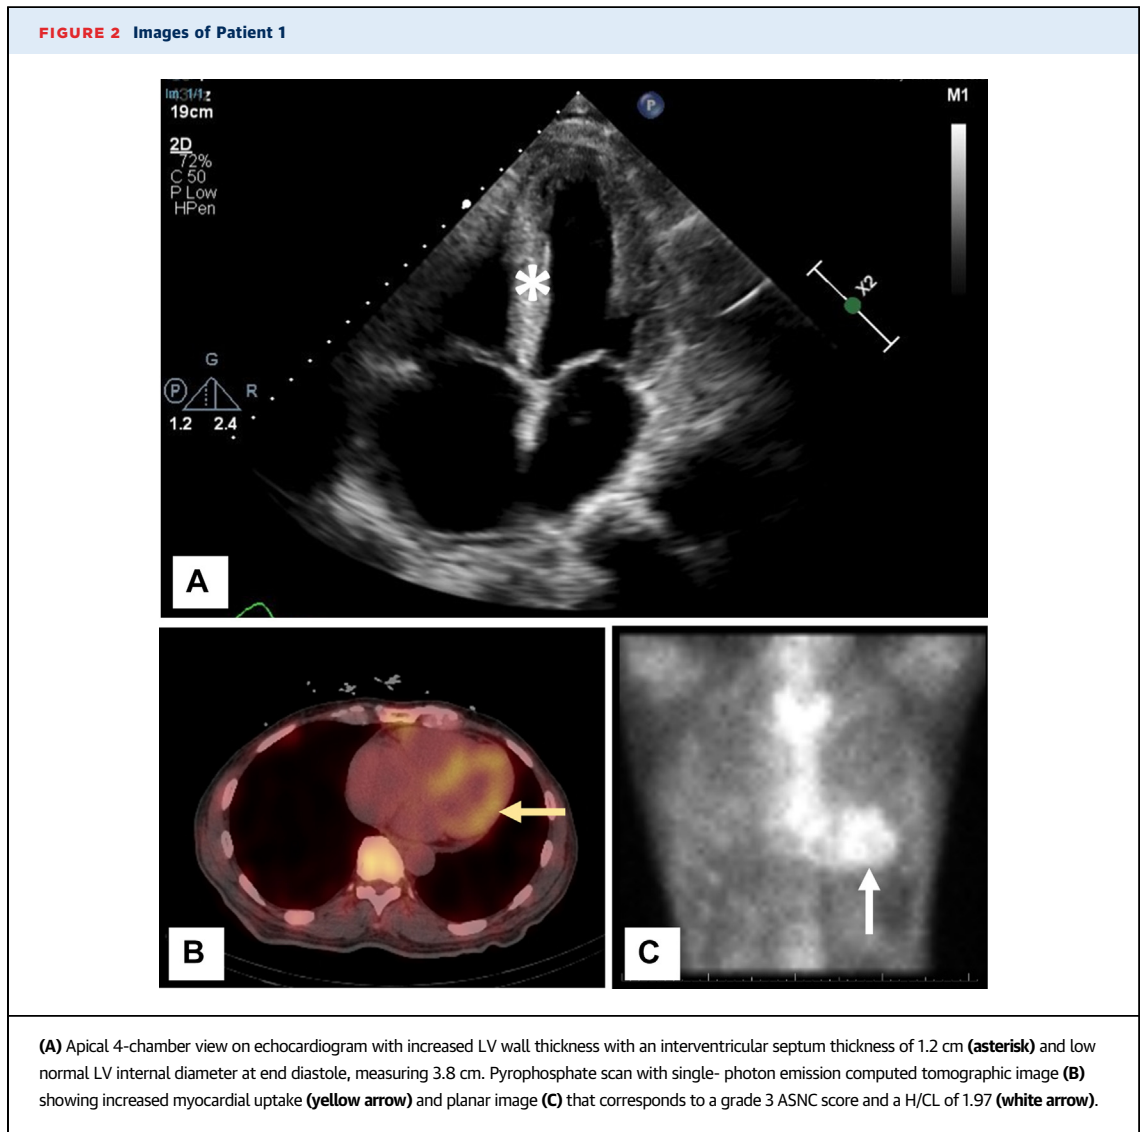 FIGURE 2 Images of Patient 1
M1
19cm
2D
72%
C 50
P Low
HPen
P
X2
G
P R
1.2 2.4
A
B
C
(A) Apical 4-chamber view on echocardiogram with increased LV wall thickness with an interventricular septum thickness of 1.2 cm (asterisk) and low
normal LV internal diameter at end diastole, measuring 3.8 cm. Pyrophosphate scan with single- photon emission computed tomographic image (B)
showing increased myocardial uptake (yellow arrow) and planar image (C) that corresponds to a grade 3 ASNC score and a H/CL of 1.97 (white arrow).